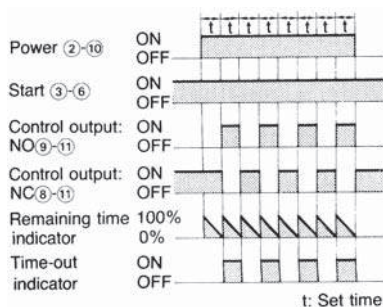 t t t t t t t t
Power ②-⑩ ON
OFF
Start ③-⑥ ON
OFF
Control output: ON
NO⑨-⑪ OFF
Control output: ON
NC⑧-⑪ OFF
Remaining time 100%
indicator 0%
Time-out ON
indicator OFF
t: Set time